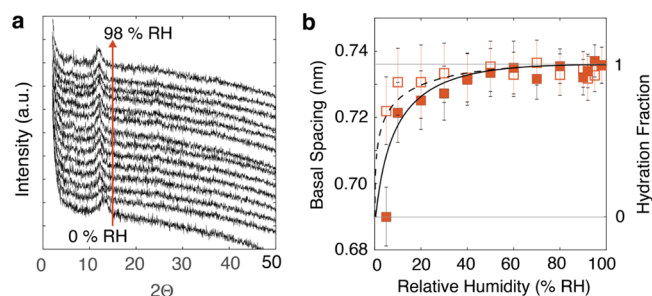 a
98 % RH
0 % RH
Intensity (a.u.)
0 10 20 30 40 50
2Θ
b
0.74
0.72
0.70
0.68
Basal Spacing (nm)
1
0
Hydration Fraction
0 20 40 60 80 100
Relative Humidity (% RH)